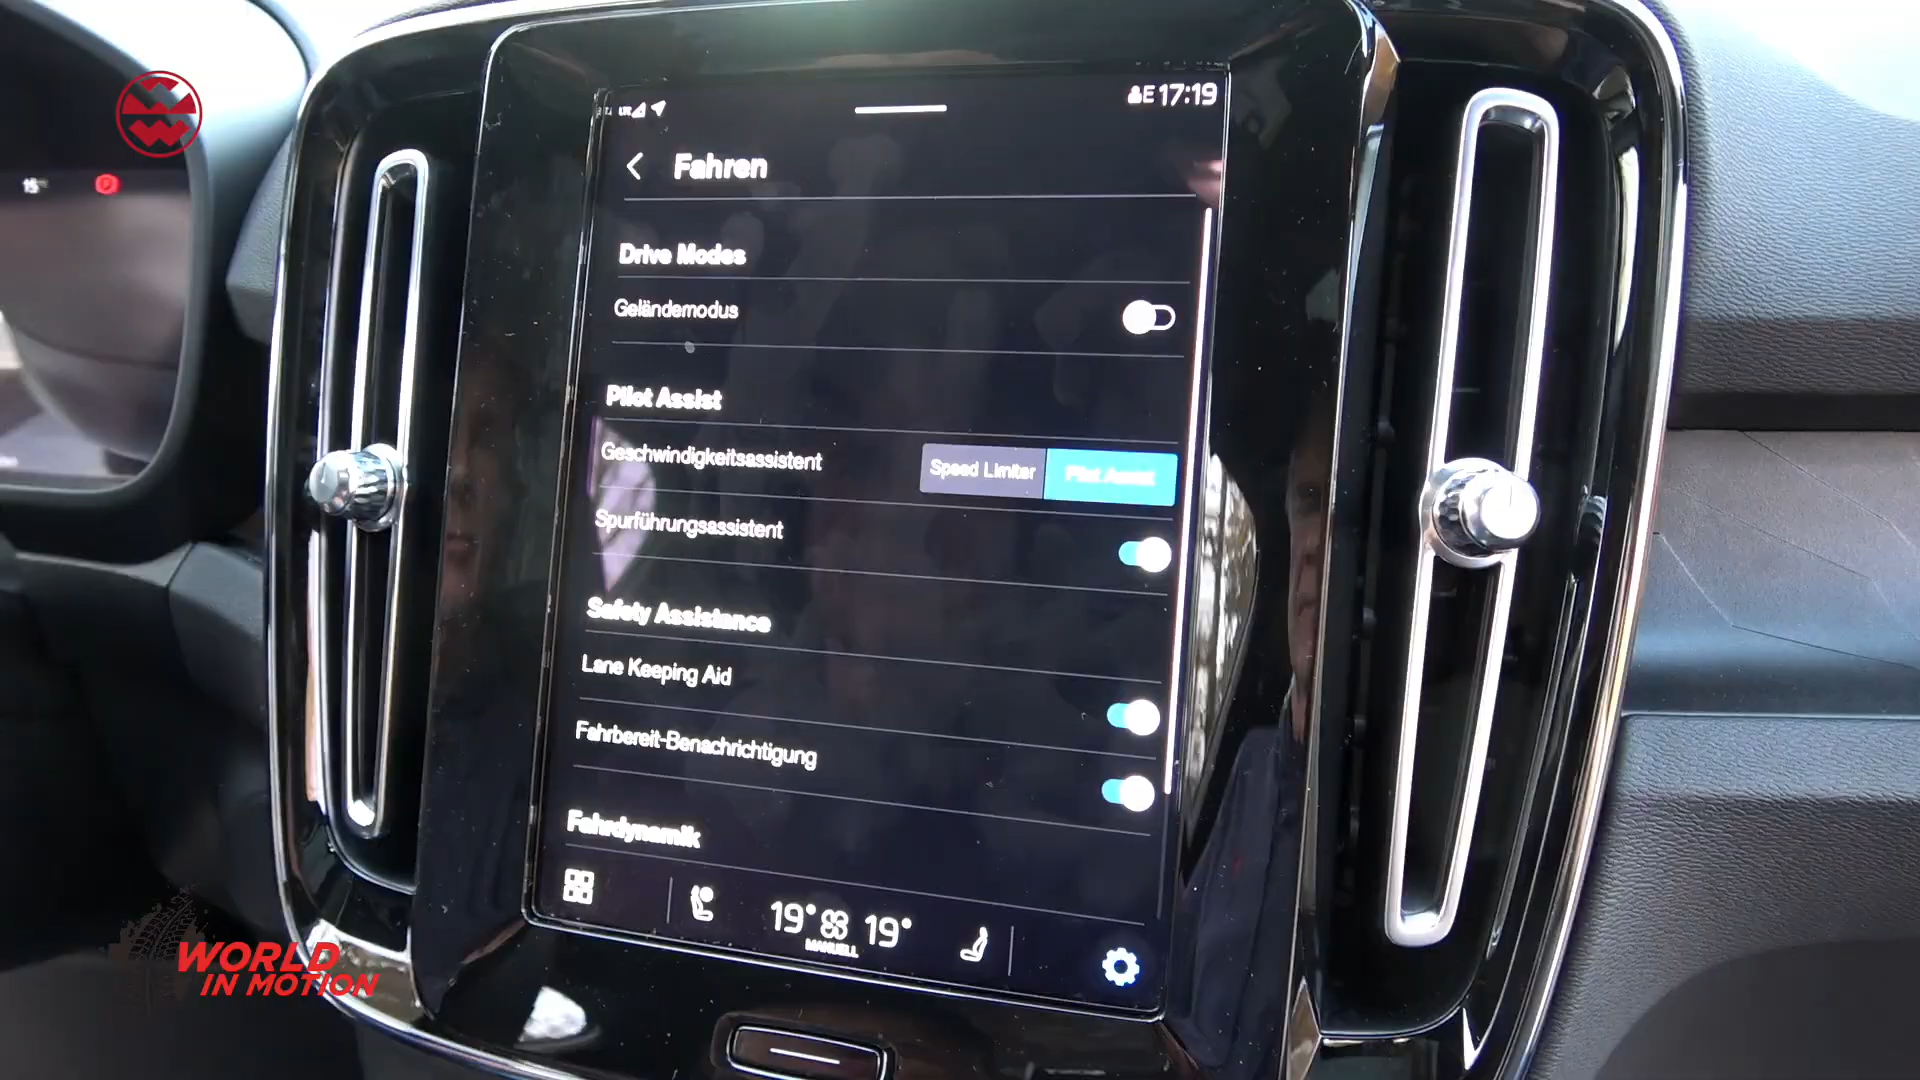 E 17:19
Fahren
Drive Modes
Geländemodus
Pilot Assist
Geschwindigkeitsassistent
Speed Limiter
Pilot Assist
Spurführungsassistent
Safety Assistance
Lane Keeping Aid
Fahrbereit-Benachrichtigung
Fahrdynamik
19° 19°
MANUELL
WORLD
IN MOTION
15